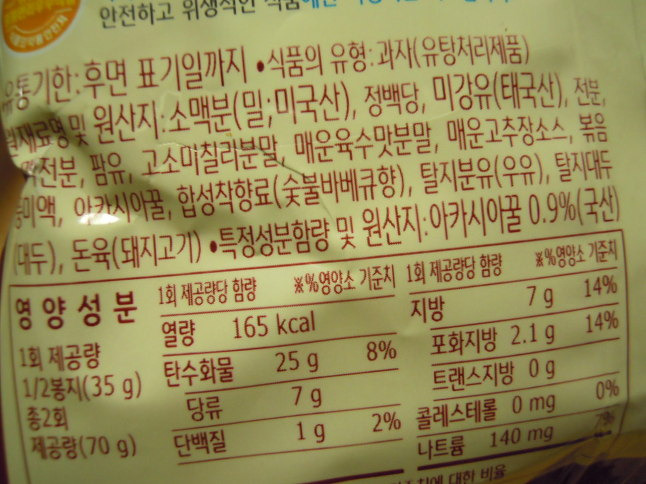 안전하고 위생적인 식품
유통기한:후면 표기일까지 •식품의 유형:과자(유탕처리제품)
원재료명 및 원산지:소맥분(밀;미국산), 정백당, 미강유(태국산), 전분,
전분, 팜유, 고소미칠리분말, 매운육수맛분말, 매운고추장소스, 볶음
아카시아꿀, 합성착향료(숯불바베큐향), 탈지분유(우유), 탈지대두
(대두), 돈육(돼지고기) •특정성분함량 및 원산지:아카시아꿀 0.9%(국산)
영양성분 1회 제공량당 함량 ※%영양소 기준치 1회 제공량당 함량 ※%영양소 기준치
1회 제공량
1/2봉지(35 g)
총2회
제공량(70 g)
열량 165 kcal
탄수화물 25 g 8%
당류 7 g
단백질 1 g 2%
지방 7 g 14%
포화지방 2.1 g 14%
트랜스지방 0 g
콜레스테롤 0 mg 0%
나트륨 140 mg 7%
대한 비율